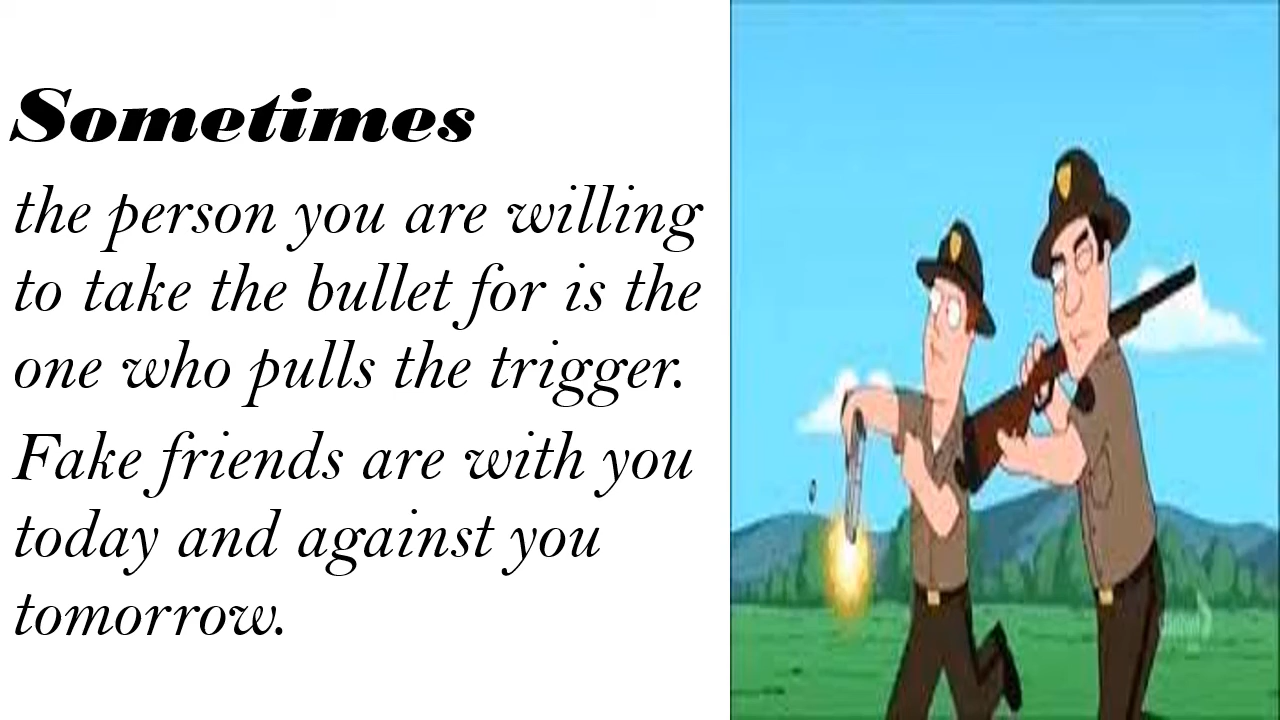 Sometimes
the person you are willing
to take the bullet for is the
one who pulls the trigger.
Fake friends are with you
today and against you
tomorrow.